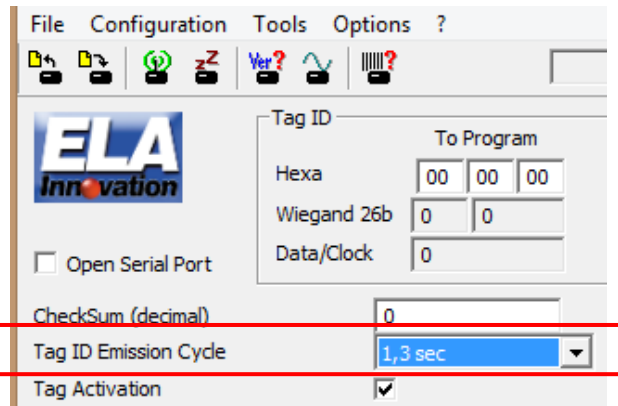 File Configuration Tools Options ?
zZ Ver? ?
ELA
Innovation
Tag ID
To Program
Hexa 00 00 00
Wiegand 26b 0 0
Data/Clock 0
Open Serial Port
CheckSum (decimal) 0
Tag ID Emission Cycle 1,3 sec
Tag Activation